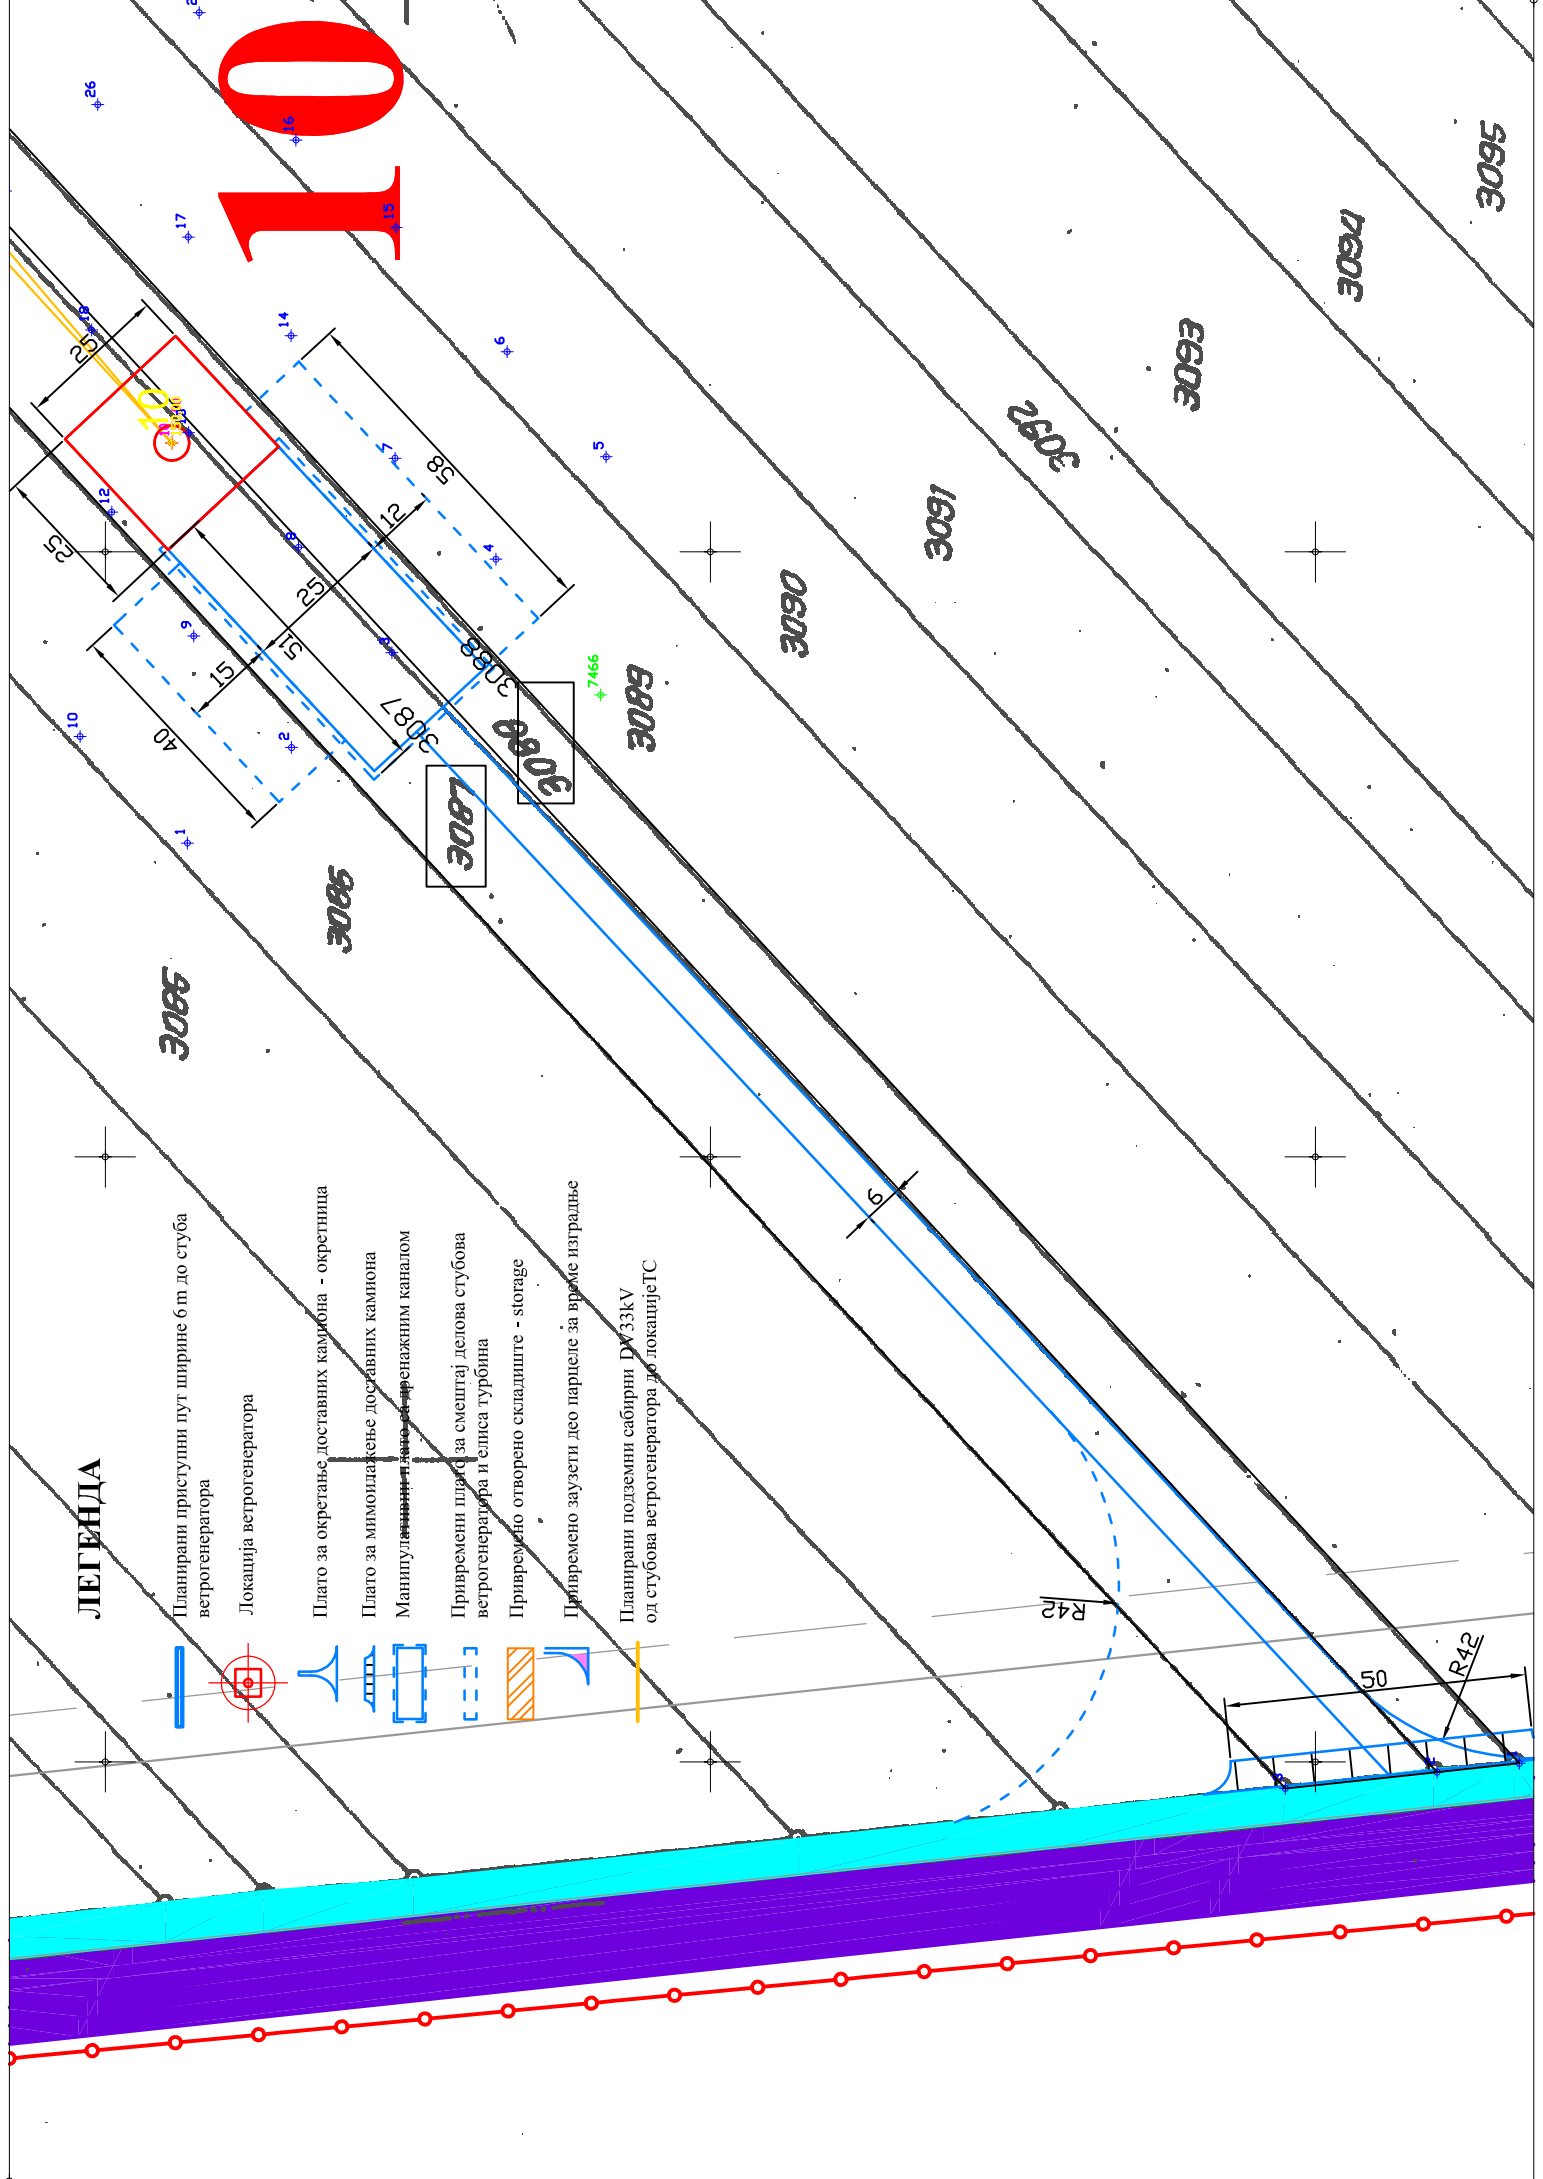 ЛЕГЕНДА
Планирани приступни пут ширине 6 m до стуба
ветрогенератора
Локација ветрогенератора
Плато за окретање доставних камиона - окретница
Плато за мимоилажење доставних камиона
Манипулативни плато са дренажним каналом
Привремени плато за смештај делова стубова
ветрогенератора и елиса турбина
Привремено отворено складиште - storage
Привремено заузети део парцеле за време изградње
Планирани подземни сабирни DV33kV
од стубова ветрогенератора до локацијеТС
10
10
3085
3086
3087
3088
3087
3088
3089
3090
3091
3092
3093
3094
3095
7466
26
17
16
15
18
14
12
10
9
8
7
6
5
4
3
2
1
25
25
58
12
25
51
15
40
6
R42
50
R42